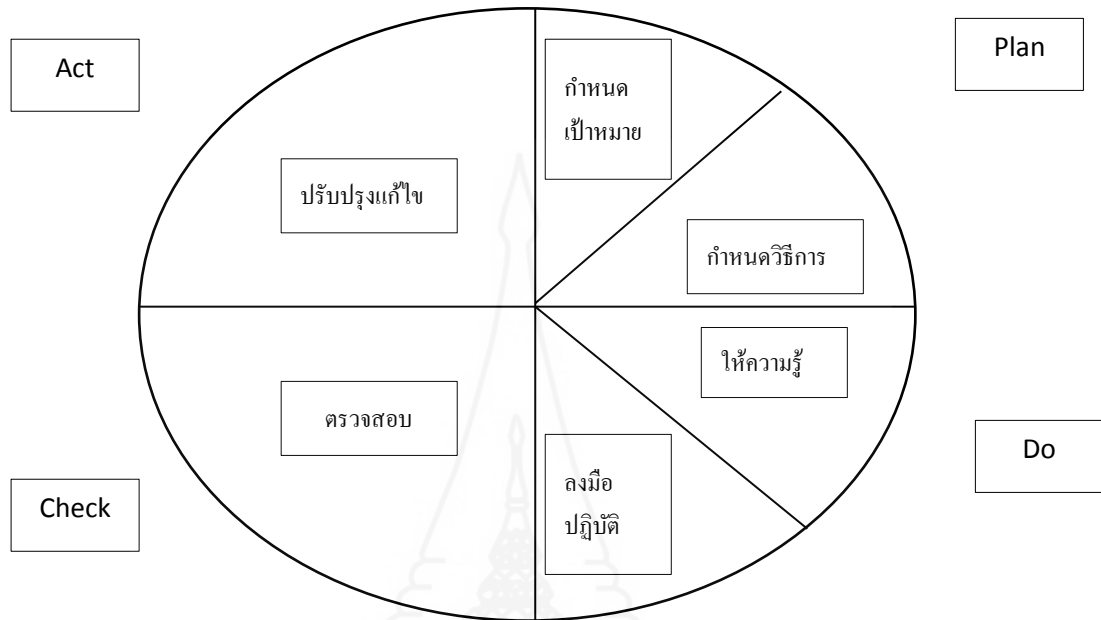 Act
Plan
กำหนด
เป้าหมาย
ปรับปรุงแก้ไข
กำหนดวิธีการ
ให้ความรู้
ตรวจสอบ
ลงมือ
ปฏิบัติ
Check
Do